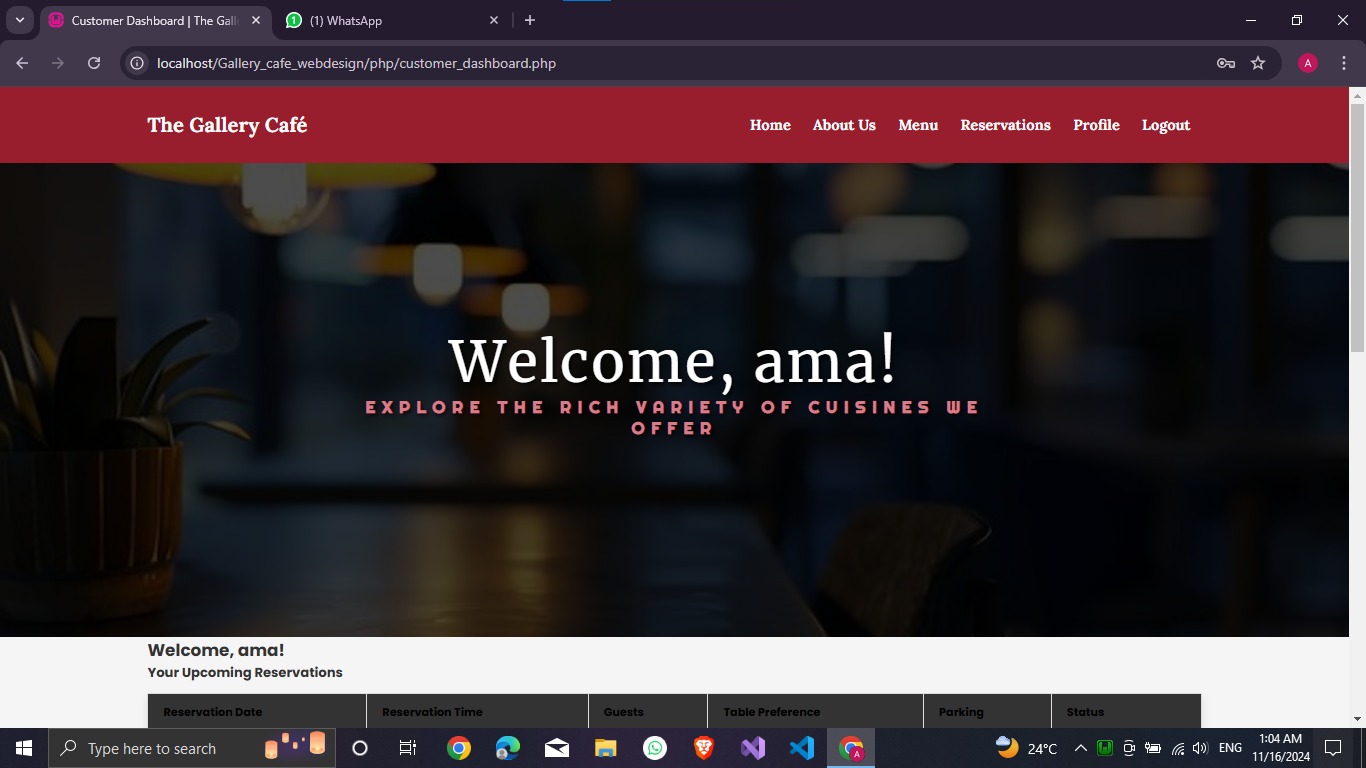 Customer Dashboard | The Gall
(1) WhatsApp
localhost/Gallery_cafe_webdesign/php/customer_dashboard.php
A
The Gallery Café
Home About Us Menu Reservations Profile Logout
Welcome, ama!
EXPLORE THE RICH VARIETY OF CUISINES WE
OFFER
Welcome, ama!
Your Upcoming Reservations
Reservation Date Reservation Time Guests Table Preference Parking Status
Type here to search
24°C
ENG
1:04 AM
11/16/2024